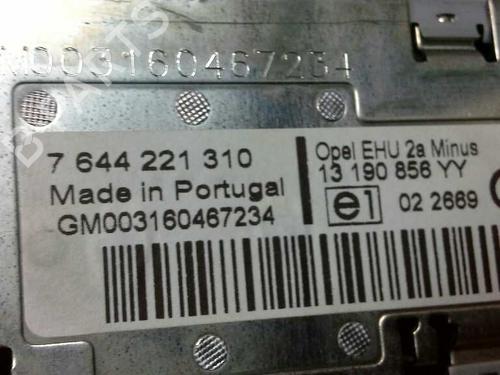 M003160467234
7 644 221 310
Made in Portugal
GM003160467234
Opel EHU 2a Minus
13 190 856 YY
e1
02 2669